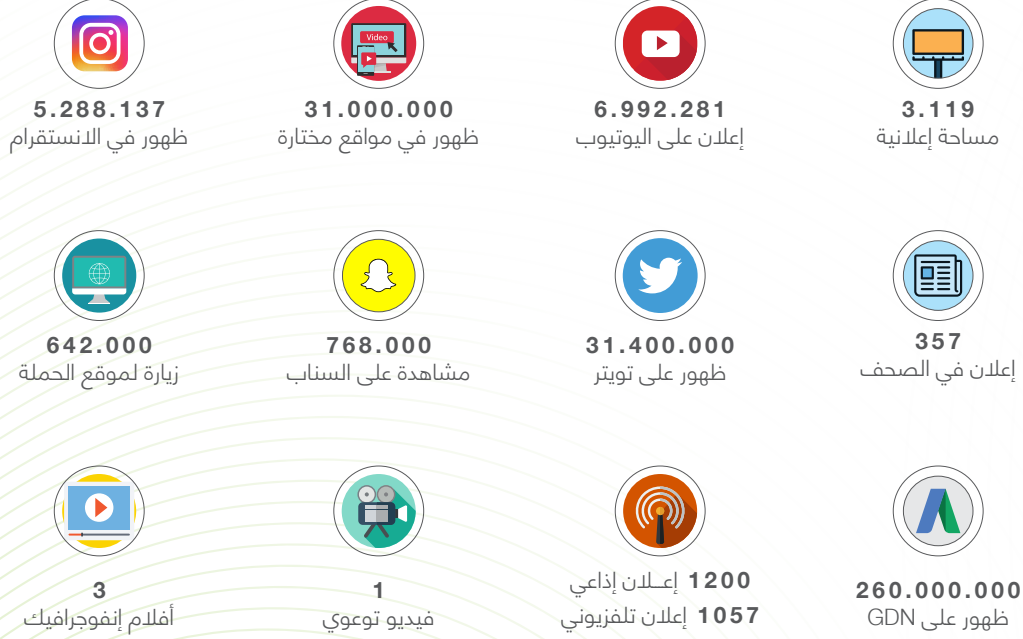 3.119
مساحة إعلانية
6.992.281
إعلان على اليوتيوب
Video
31.000.000
ظهور في مواقع مختارة
5.288.137
ظهور في الانستقرام
357
إعلان في الصحف
31.400.000
ظهور على تويتر
768.000
مشاهدة على السناب
642.000
زيارة لموقع الحملة
260.000.000
ظهور على GDN
1200 إعــلان إذاعي
1057 إعلان تلفزيوني
1
فيديو توعوي
3
أفلام إنفوجرافيك